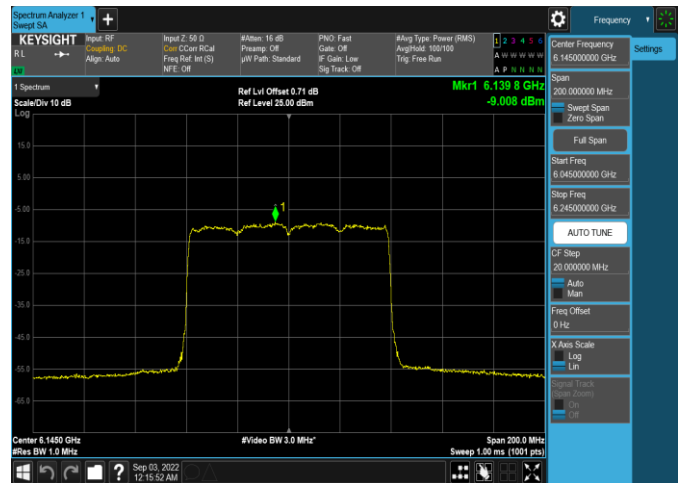 Spectrum Analyzer 1
Swept SA
+
Frequency
KEYSIGHT
RL
LU
Input: RF
Coupling: DC
Align: Auto
Input Z: 50 Ω
Corr CCorr RCal
Freq Ref: Int (S)
NFE: Off
#Atten: 16 dB
Preamp: Off
µW Path: Standard
PNO: Fast
Gate: Off
IF Gain: Low
Sig Track: Off
#Avg Type: Power (RMS)
Avg|Hold: 100/100
Trig: Free Run
1 2 3 4 5 6
A W W W W W
A P N N N N
1 Spectrum
Scale/Div 10 dB
Log
Ref Lvl Offset 0.71 dB
Ref Level 25.00 dBm
Mkr1 6.139 8 GHz
-9.008 dBm
15.0
5.00
-5.00
-15.0
-25.0
-35.0
-45.0
-55.0
-65.0
1
Center 6.1450 GHz
#Res BW 1.0 MHz
#Video BW 3.0 MHz*
Span 200.0 MHz
Sweep 1.00 ms (1001 pts)
Sep 03, 2022
12:15:52 AM
?
Center Frequency
6.145000000 GHz
Span
200.000000 MHz
Swept Span
Zero Span
Full Span
Start Freq
6.045000000 GHz
Stop Freq
6.245000000 GHz
AUTO TUNE
CF Step
20.000000 MHz
Auto
Man
Freq Offset
0 Hz
X Axis Scale
Log
Lin
Signal Track
(Span Zoom)
On
Off
Settings